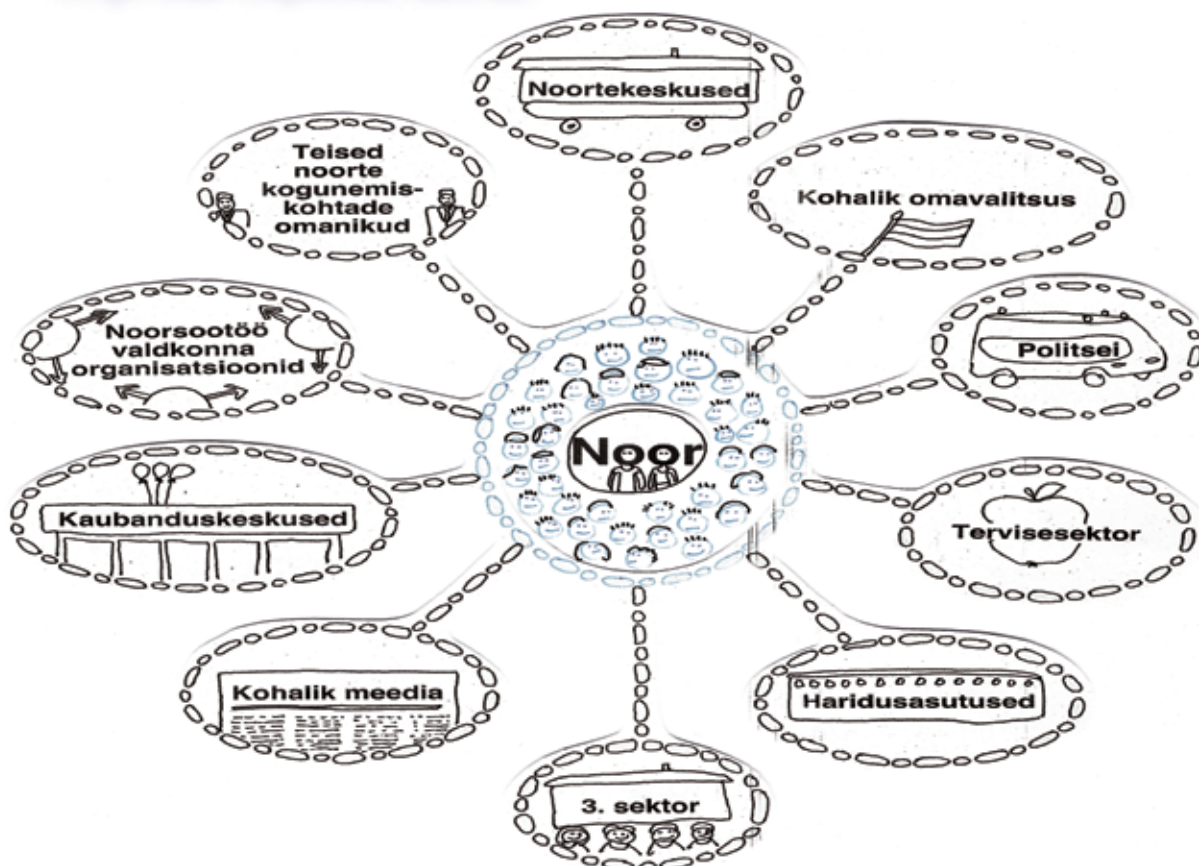 Noortekeskused
Kohalik omavalitsus
Politsei
Tervisesektor
Haridusasutused
3. sektor
Kohalik meedia
Kaubanduskeskused
Noorsootöö
valdkonna
organisatsioonid
Teised
noorte
kogunemis-
kohtade
omanikud
Noor